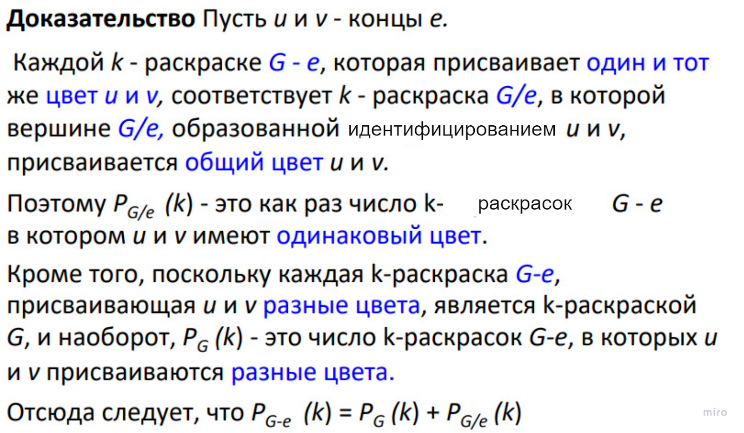 Доказательство Пусть u и v - концы e.
Каждой k - раскраске G - e, которая присваивает один и тот
же цвет u и v, соответствует k - раскраска G/e, в которой
вершине G/e, образованной идентифицированием u и v,
присваивается общий цвет u и v.
Поэтому P_{G/e} (k) - это как раз число k- раскрасок G - e
в котором u и v имеют одинаковый цвет.
Кроме того, поскольку каждая k-раскраска G-e,
присваивающая u и v разные цвета, является k-раскраской
G, и наоборот, P_G (k) - это число k-раскрасок G-e, в которых u
и v присваиваются разные цвета.
Отсюда следует, что P_{G-e} (k) = P_G (k) + P_{G/e} (k)
miro